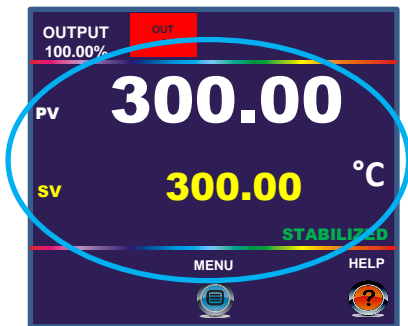 OUTPUT
100.00%
OUT
PV 300.00
SV 300.00 °C
STABILIZED
MENU HELP
?